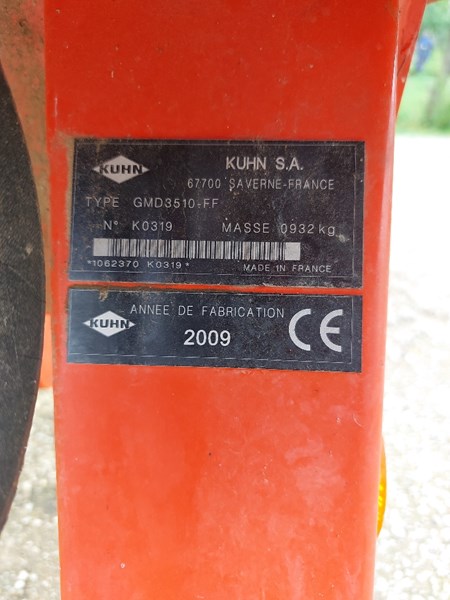 KUHN
KUHN S.A.
67700 SAVERNE-FRANCE
TYPE GMD3510-FF
N° K0319 MASSE 0932 kg
*1062370 K0319*
MADE IN FRANCE
KUHN
ANNEE DE FABRICATION
2009
CE